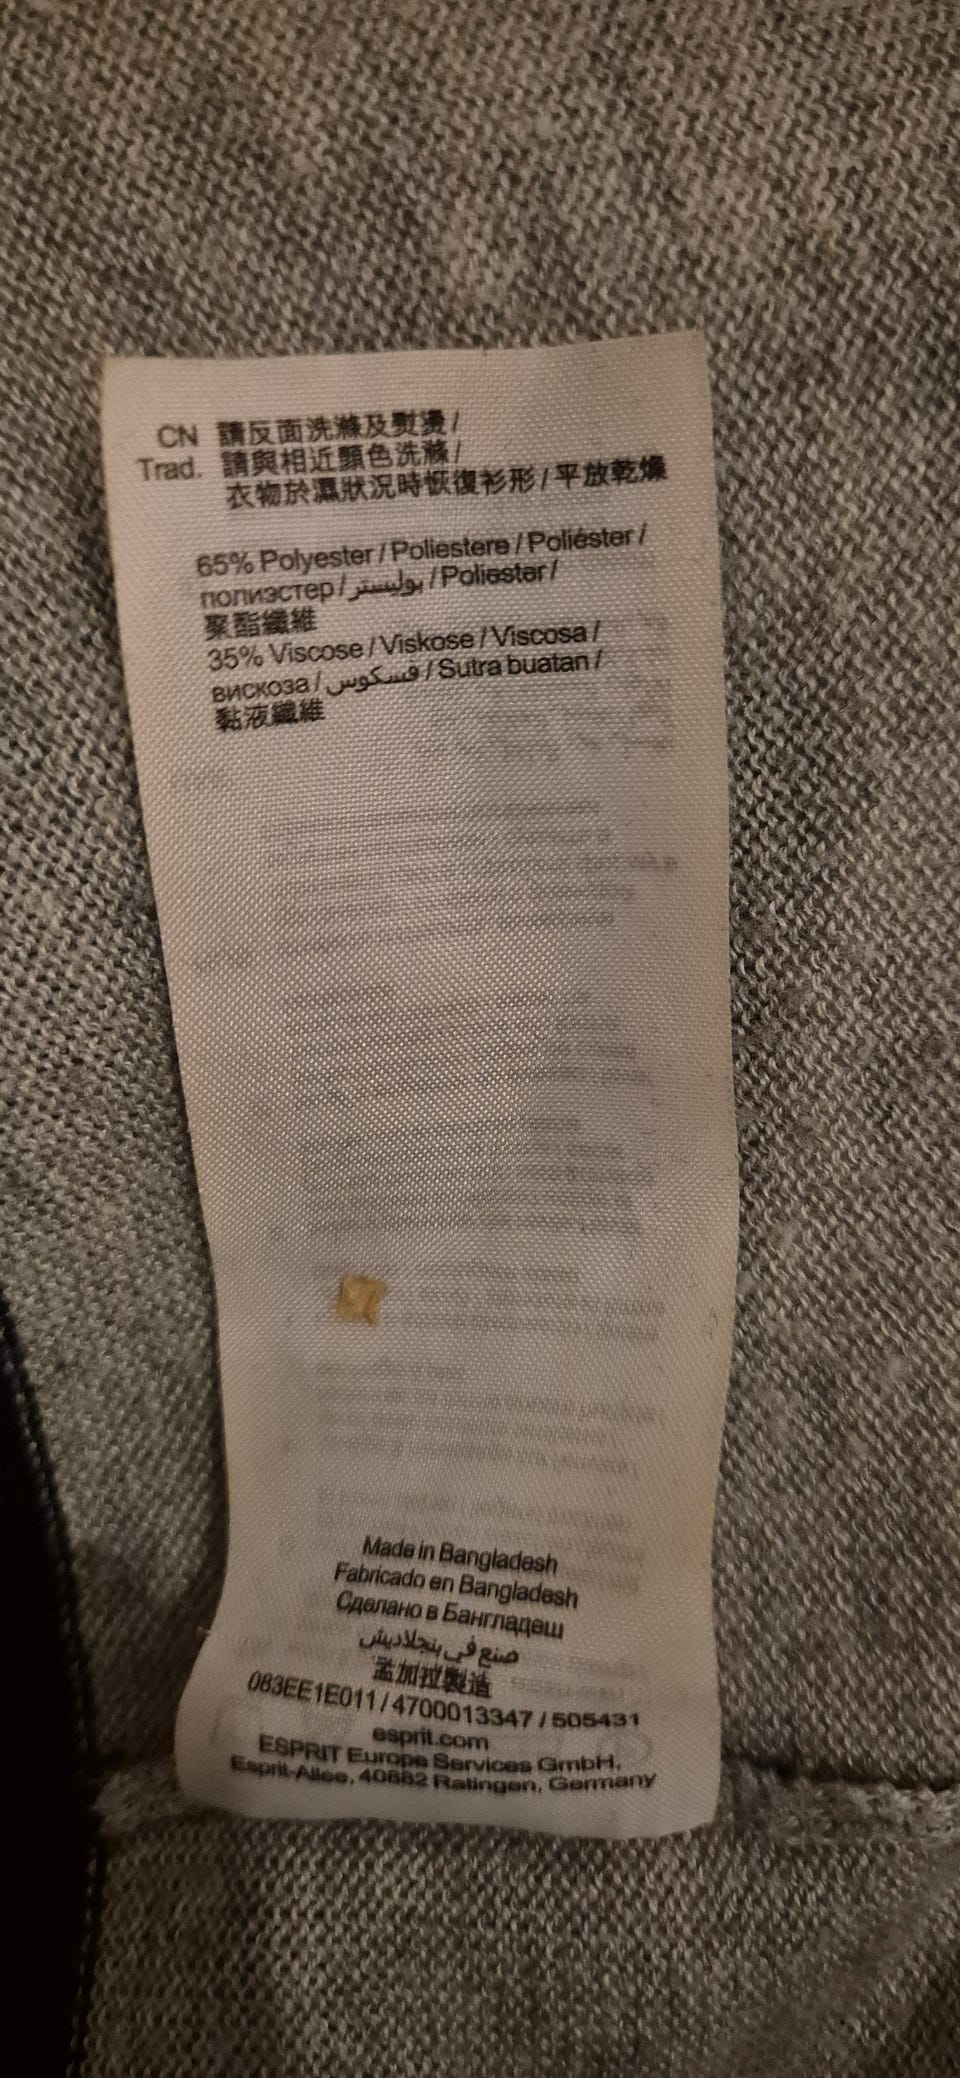 CN 請反面洗滌及熨燙 /
Trad. 請與相近顏色洗滌 /
衣物於濕狀況時恢復衫形 / 平放乾燥
65% Polyester / Poliestere / Poliéster /
полиэстер / بوليستر / Poliester /
聚酯纖維
35% Viscose / Viskose / Viscosa /
вискоза / فسكوس / Sutra buatan /
黏液纖維
Made in Bangladesh
Fabricado en Bangladesh
Сделано в Бангладеш
صنع في بنجلاديش
孟加拉製造
083EE1E011 / 4700013347 / 505431
esprit.com
ESPRIT Europe Services GmbH,
Esprit-Allee, 40882 Ratingen, Germany